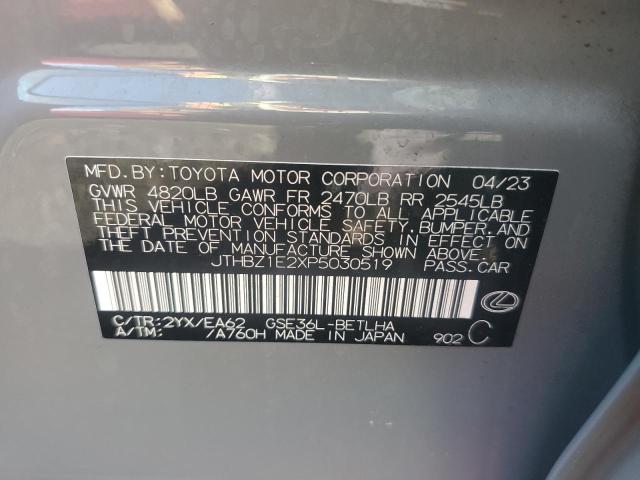 MFD. BY: TOYOTA MOTOR CORPORATION 04/23
GVWR 4820LB GAWR FR 2470LB RR 2545LB
THIS VEHICLE CONFORMS TO ALL APPLICABLE
FEDERAL MOTOR VEHICLE SAFETY, BUMPER, AND
THEFT PREVENTION STANDARDS IN EFFECT ON
THE DATE OF MANUFACTURE SHOWN ABOVE.
JTHBZ1E2XP5030519 PASS. CAR
C/TR: 2YX/EA62 GSE36L-BETLHA
A/TM: /A760H MADE IN JAPAN 902 C